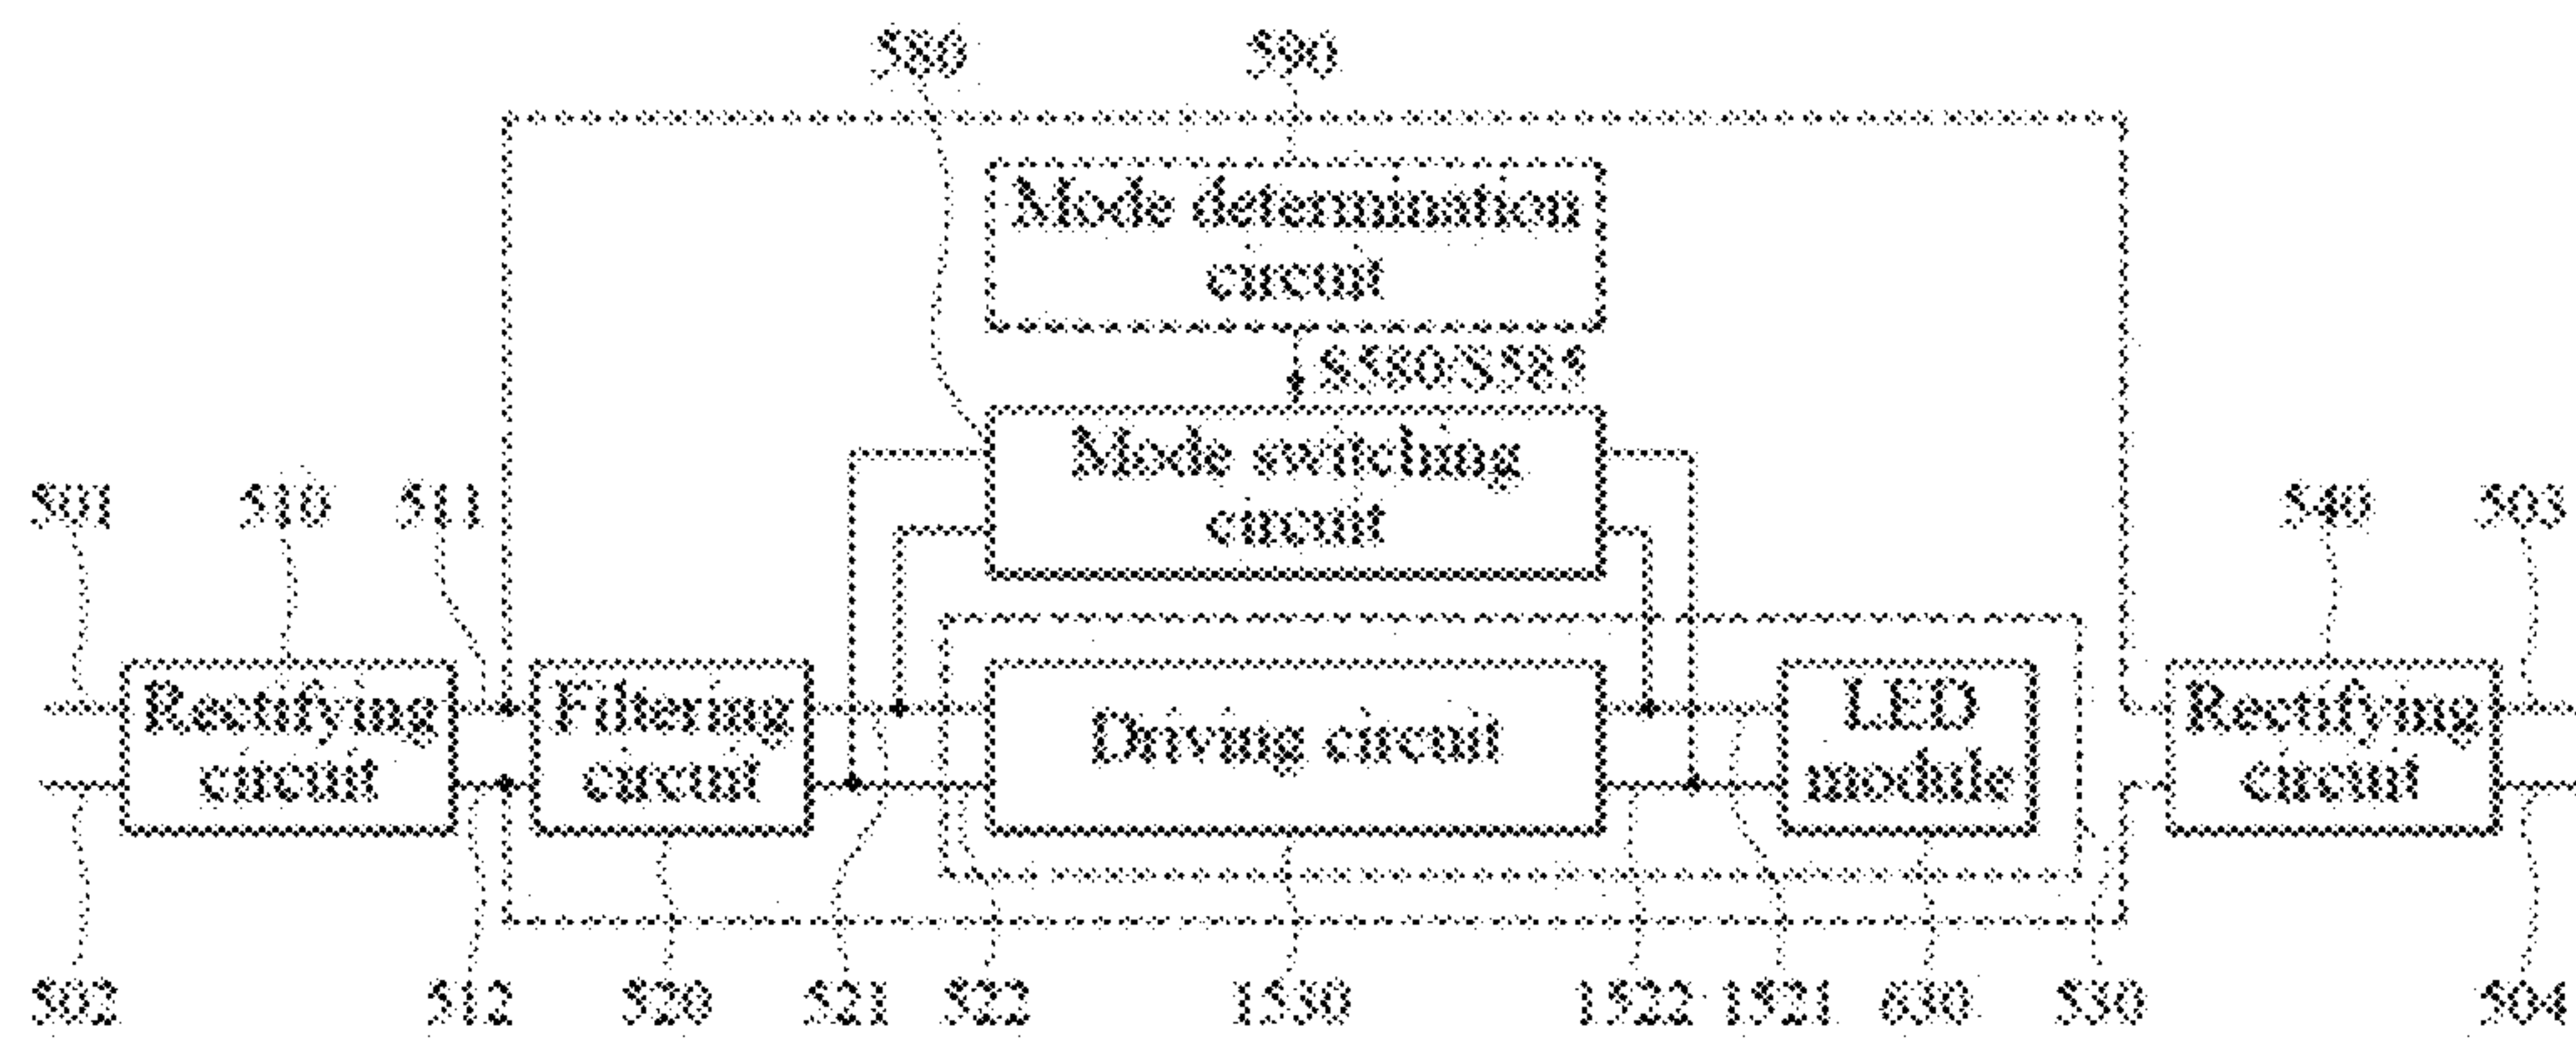 580 590
Mode determination
circuit
S580/S585
Mode switching
circuit
501 510 511 540 503
Rectifying
circuit
Filtering
circuit
Driving circuit
LED
module
Rectifying
circuit
502 512 520 521 522 1530 1522 1521 630 530 504